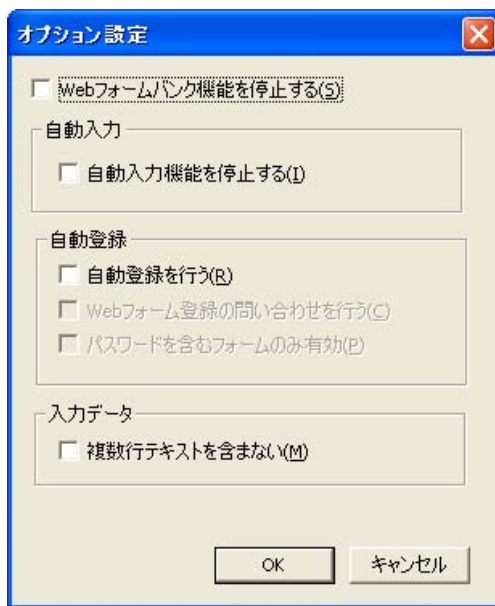 オプション設定
Webフォームバンク機能を停止する(S)
自動入力
自動入力機能を停止する(I)
自動登録
自動登録を行う(R)
Webフォーム登録の問い合わせを行う(C)
パスワードを含むフォームのみ有効(P)
入力データ
複数行テキストを含まない(M)
OK キャンセル